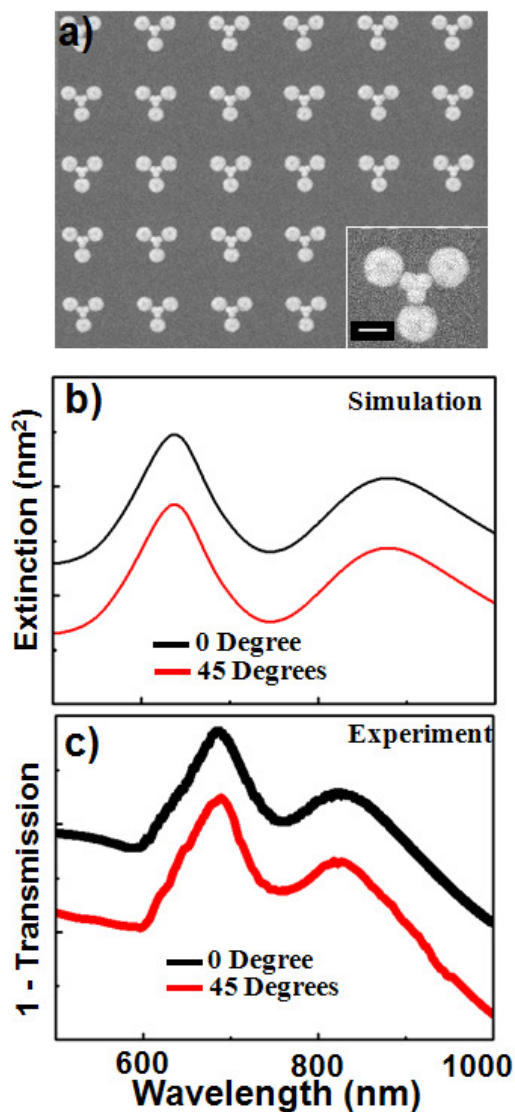 a)
b)
Simulation
Extinction (nm²)
0 Degree
45 Degrees
c)
Experiment
1 - Transmission
0 Degree
45 Degrees
600 800 1000
Wavelength (nm)